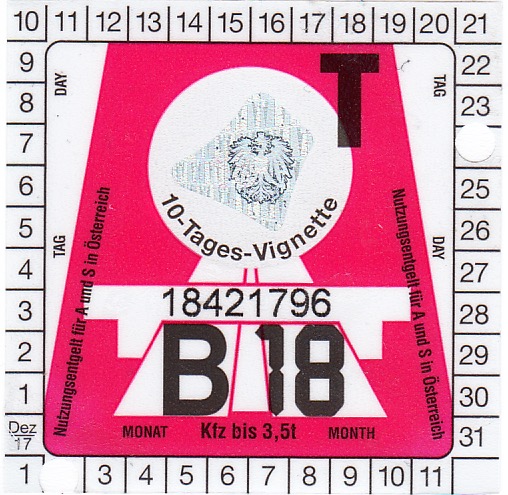 10 11 12 13 14 15 16 17 18 19 20 21
9
8
7
6
5
4
3
2
1
Dez
17
22
23
25
26
27
28
29
30
31
1 3 4 5 6 7 8 9 10 11
DAY
TAG
TAG
DAY
T
10-Tages-Vignette
Nutzungsentgelt für A und S in Österreich
Nutzungsentgelt für A und S in Österreich
18421796
B 18
MONAT Kfz bis 3,5t MONTH